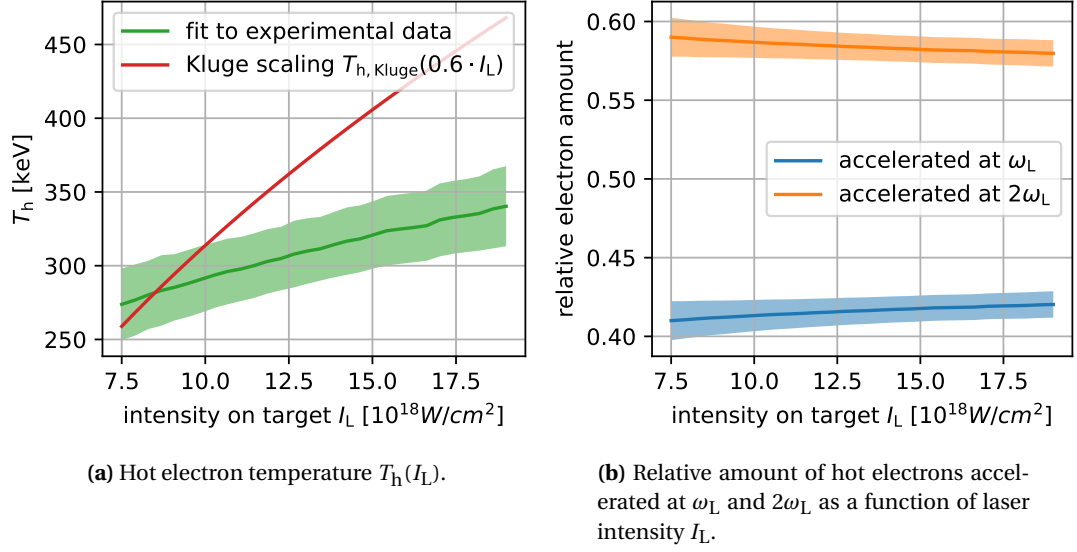 450
400
350
300
250
T_h [keV]
fit to experimental data
Kluge scaling T_h, Kluge(0.6 · I_L)
7.5 10.0 12.5 15.0 17.5
intensity on target I_L [10^18 W/cm^2]
(a) Hot electron temperature T_h(I_L).
0.60
0.55
0.50
0.45
0.40
relative electron amount
accelerated at ω_L
accelerated at 2ω_L
7.5 10.0 12.5 15.0 17.5
intensity on target I_L [10^18 W/cm^2]
(b) Relative amount of hot electrons accel-
erated at ω_L and 2ω_L as a function of laser
intensity I_L.